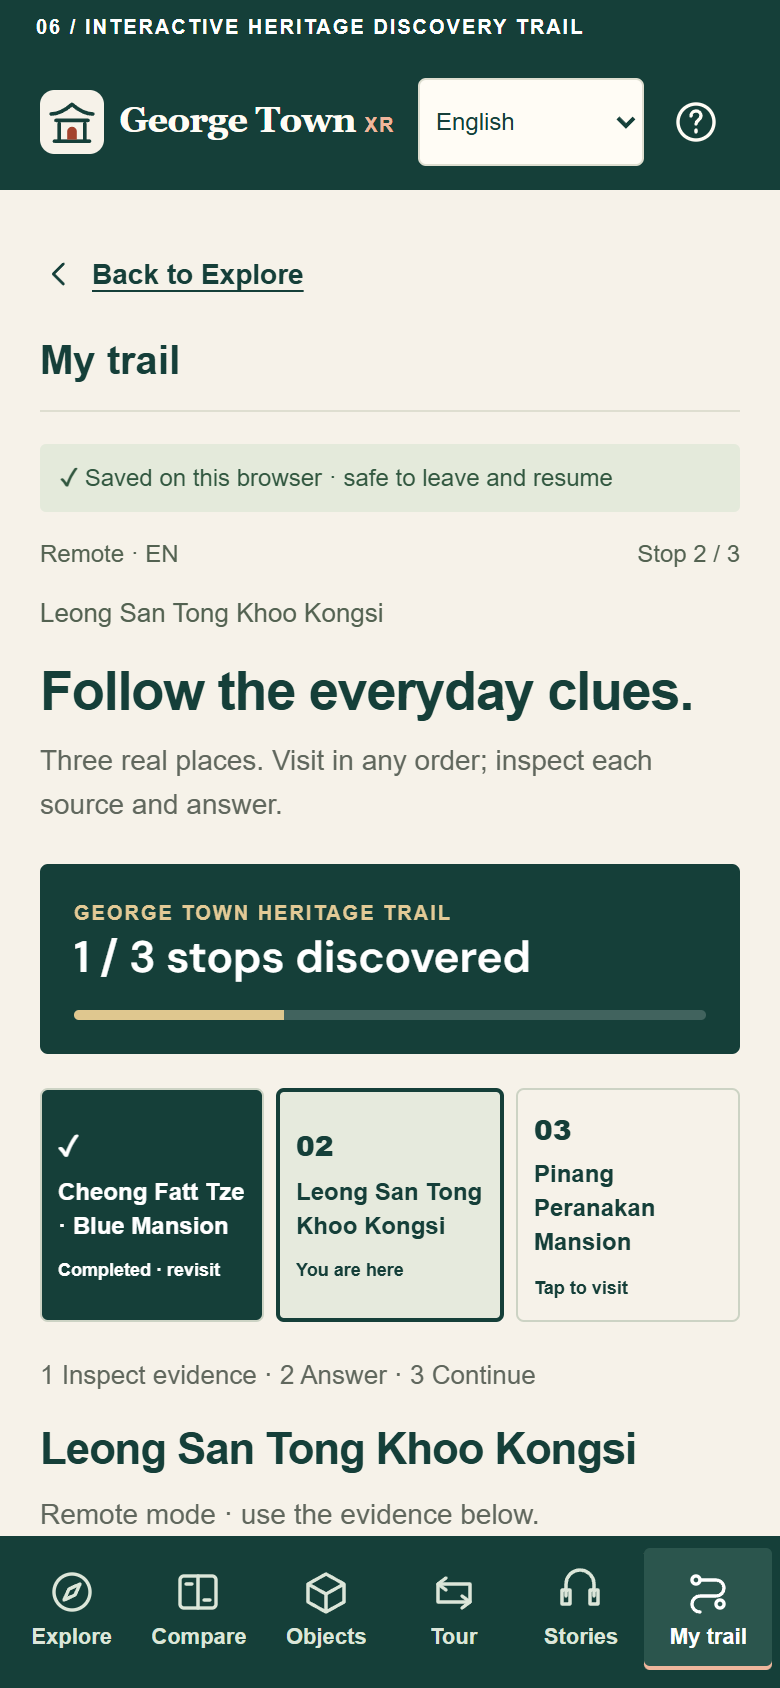 06 / INTERACTIVE HERITAGE DISCOVERY TRAIL
George Town XR
English
Back to Explore
My trail
✓ Saved on this browser · safe to leave and resume
Remote · EN
Stop 2 / 3
Leong San Tong Khoo Kongsi
Follow the everyday clues.
Three real places. Visit in any order; inspect each
source and answer.
GEORGE TOWN HERITAGE TRAIL
1 / 3 stops discovered
✓
Cheong Fatt Tze
· Blue Mansion
Completed · revisit
02
Leong San Tong
Khoo Kongsi
You are here
03
Pinang
Peranakan
Mansion
Tap to visit
1 Inspect evidence · 2 Answer · 3 Continue
Leong San Tong Khoo Kongsi
Remote mode · use the evidence below.
Explore
Compare
Objects
Tour
Stories
My trail